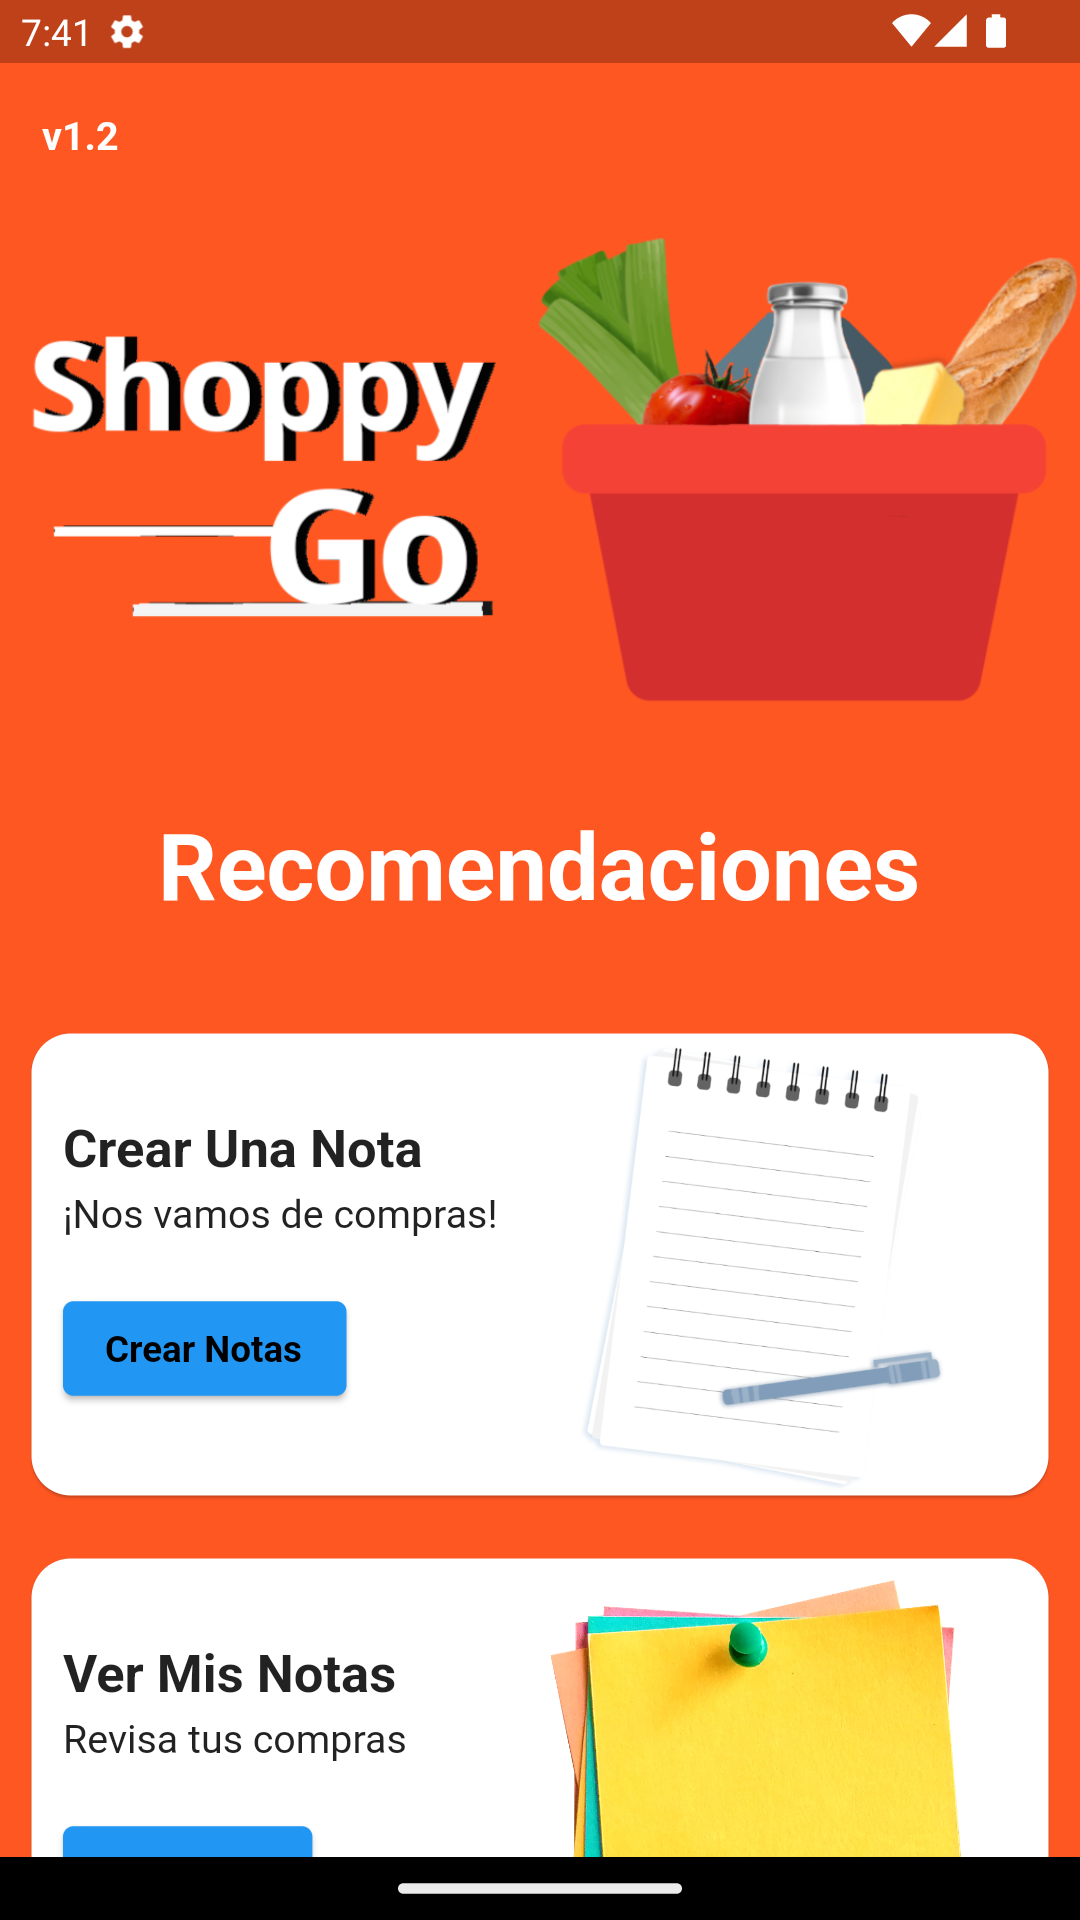 7:41
v1.2
Shoppy
Go
Recomendaciones
Crear Una Nota
¡Nos vamos de compras!
Crear Notas
Ver Mis Notas
Revisa tus compras